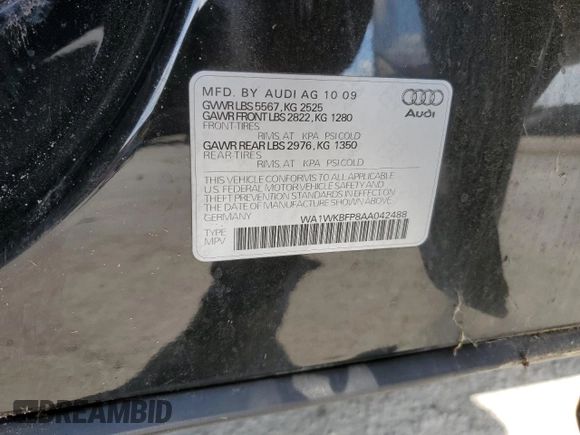 MFD. BY AUDI AG 10 09
GVWR LBS 5567, KG 2525
GAWR FRONT LBS 2822, KG 1280
FRONT TIRES
RIMS, AT KPA PSI COLD
GAWR REAR LBS 2976, KG 1350
REAR TIRES
RIMS, AT KPA PSI COLD
Audi
THIS VEHICLE CONFORMS TO ALL APPLICABLE
U.S. FEDERAL MOTOR VEHICLE SAFETY AND
THEFT PREVENTION STANDARDS IN EFFECT ON
THE DATE OF MANUFACTURE SHOWN ABOVE.
GERMANY WA1WKBFP8AA042488
TYPE
MPV
DREAMBID